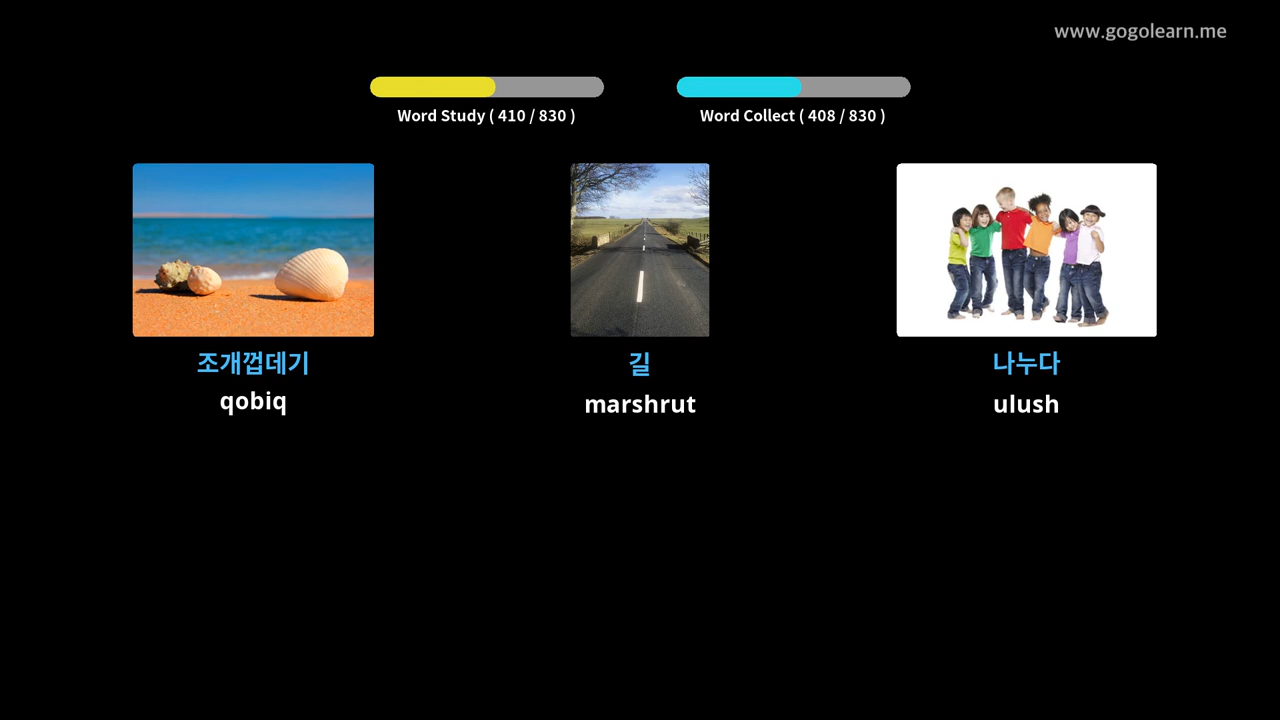 www.gogolearn.me
Word Study ( 410 / 830 )
Word Collect ( 408 / 830 )
조개껍데기
길
나누다
qobiq
marshrut
ulush